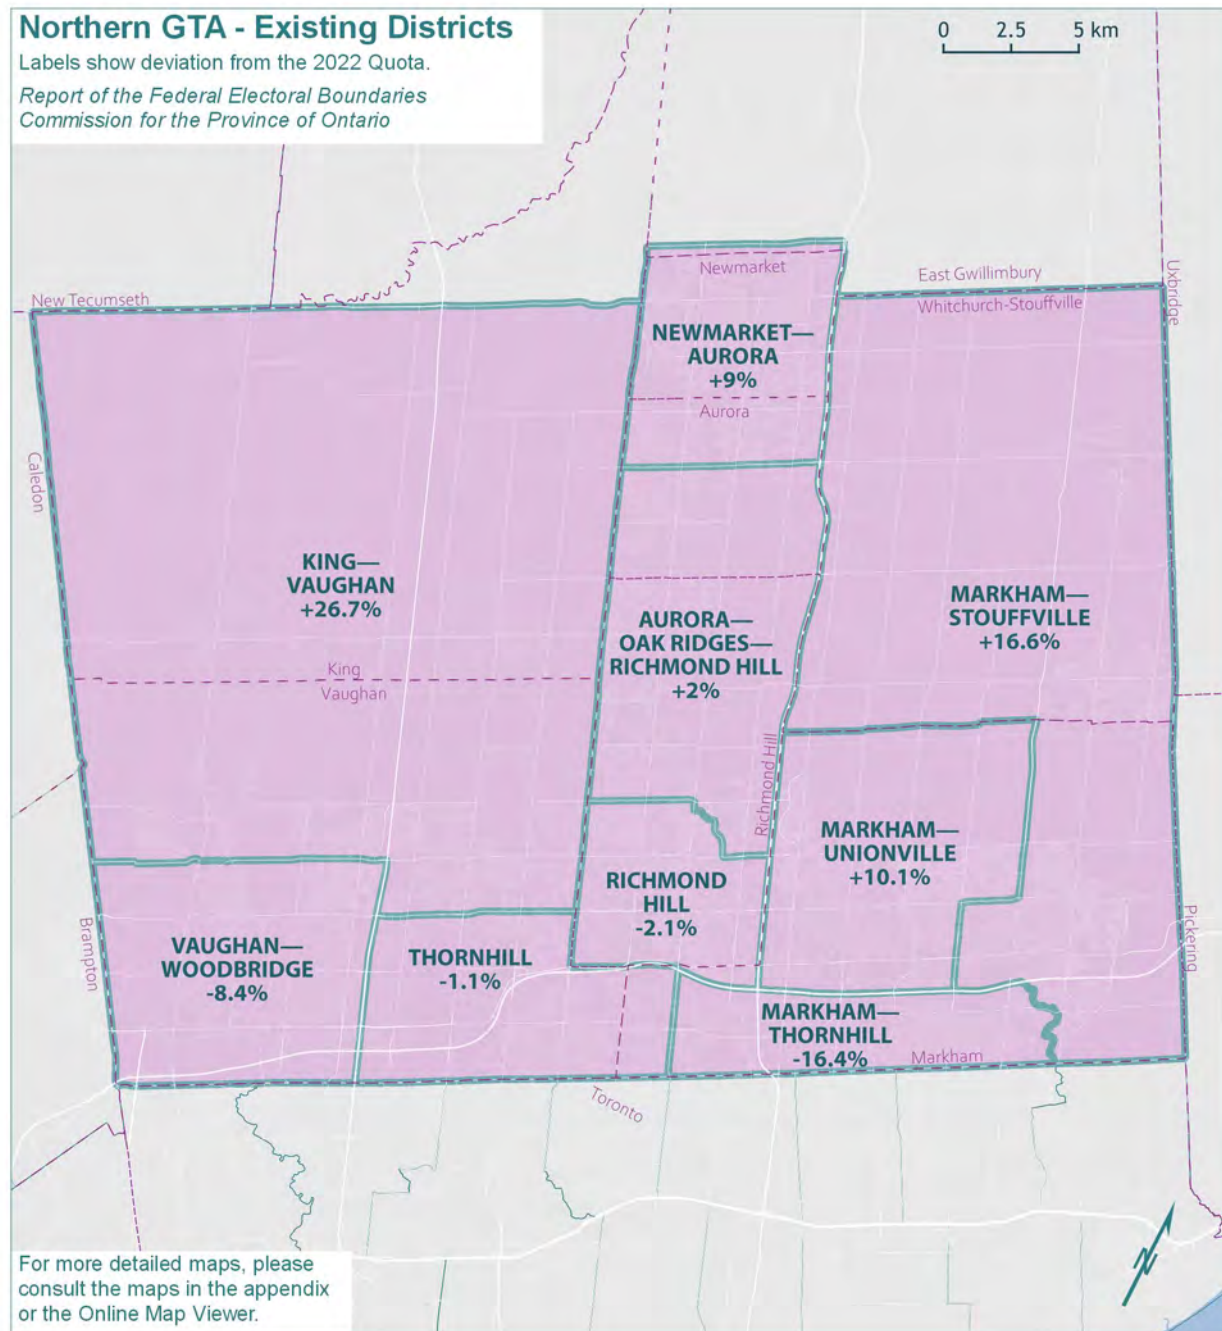 Northern GTA - Existing Districts
Labels show deviation from the 2022 Quota.
Report of the Federal Electoral Boundaries
Commission for the Province of Ontario
0 2.5 5 km
Newmarket
East Gwillimbury
Whitchurch-Stouffville
Uxbridge
New Tecumseth
NEWMARKET—
AURORA
+9%
Aurora
Caledon
KING—
VAUGHAN
+26.7%
AURORA—
OAK RIDGES—
RICHMOND HILL
+2%
MARKHAM—
STOUFFVILLE
+16.6%
King
Vaughan
Richmond Hill
MARKHAM—
UNIONVILLE
+10.1%
RICHMOND
HILL
-2.1%
Brampton
VAUGHAN—
WOODBRIDGE
-8.4%
THORNHILL
-1.1%
Pickering
MARKHAM—
THORNHILL
-16.4%
Markham
Toronto
For more detailed maps, please
consult the maps in the appendix
or the Online Map Viewer.
N